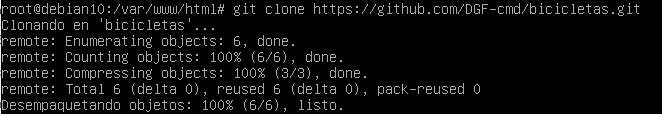 root@debian10:/var/www/html# git clone https://github.com/DGF-cmd/bicicletas.git
Clonando en 'bicicletas'...
remote: Enumerating objects: 6, done.
remote: Counting objects: 100% (6/6), done.
remote: Compressing objects: 100% (3/3), done.
remote: Total 6 (delta 0), reused 6 (delta 0), pack-reused 0
Desempaquetando objetos: 100% (6/6), listo.